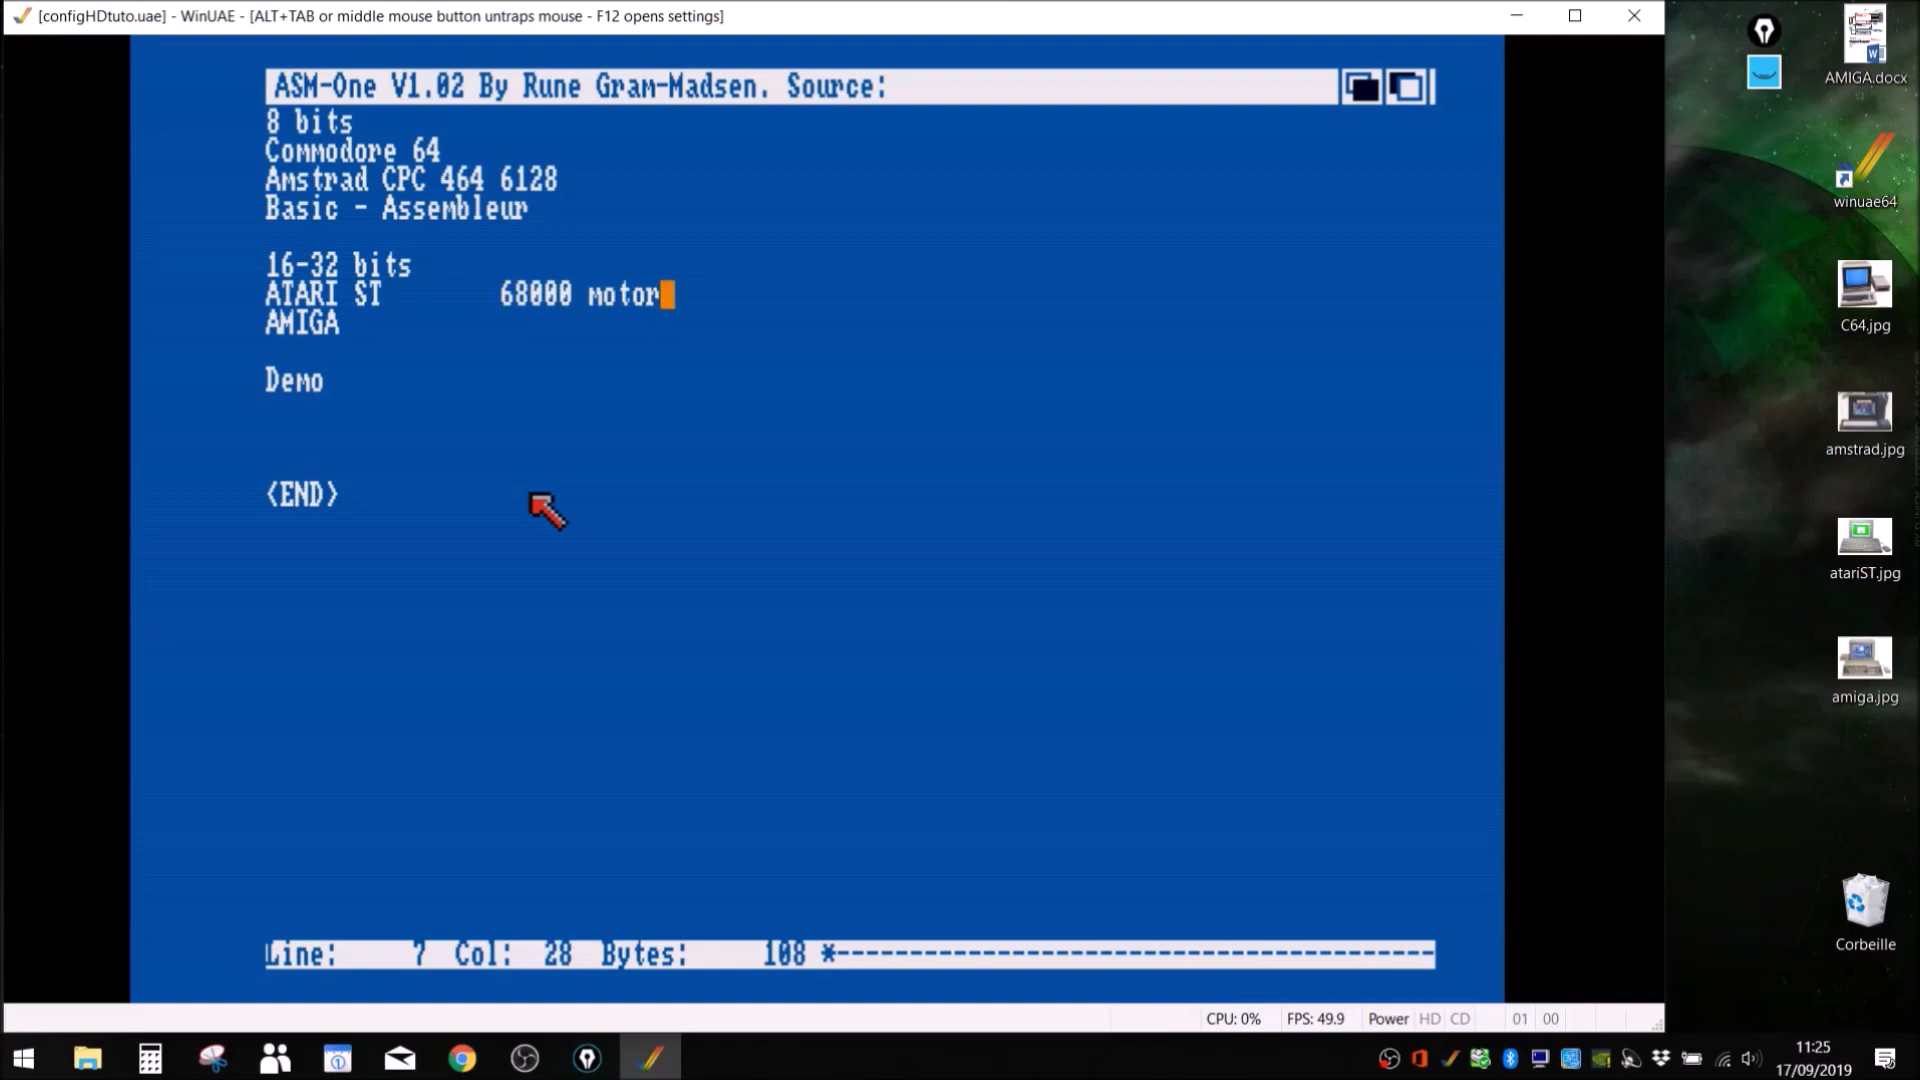 [configHDtuto.uae] - WinUAE - [ALT+TAB or middle mouse button untraps mouse - F12 opens settings]
ASM-One V1.02 By Rune Gram-Madsen. Source:
8 bits
Commodore 64
Amstrad CPC 464 6128
Basic - Assembleur
16-32 bits
ATARI ST 68000 motor
AMIGA
Demo
<END>
Line: 7 Col: 28 Bytes: 108 *-----------------------------------------
CPU: 0% FPS: 49.9 Power HD CD 01 00
AMIGA.docx
winuae64
C64.jpg
amstrad.jpg
atariST.jpg
amiga.jpg
Corbeille
11:25
17/09/2019